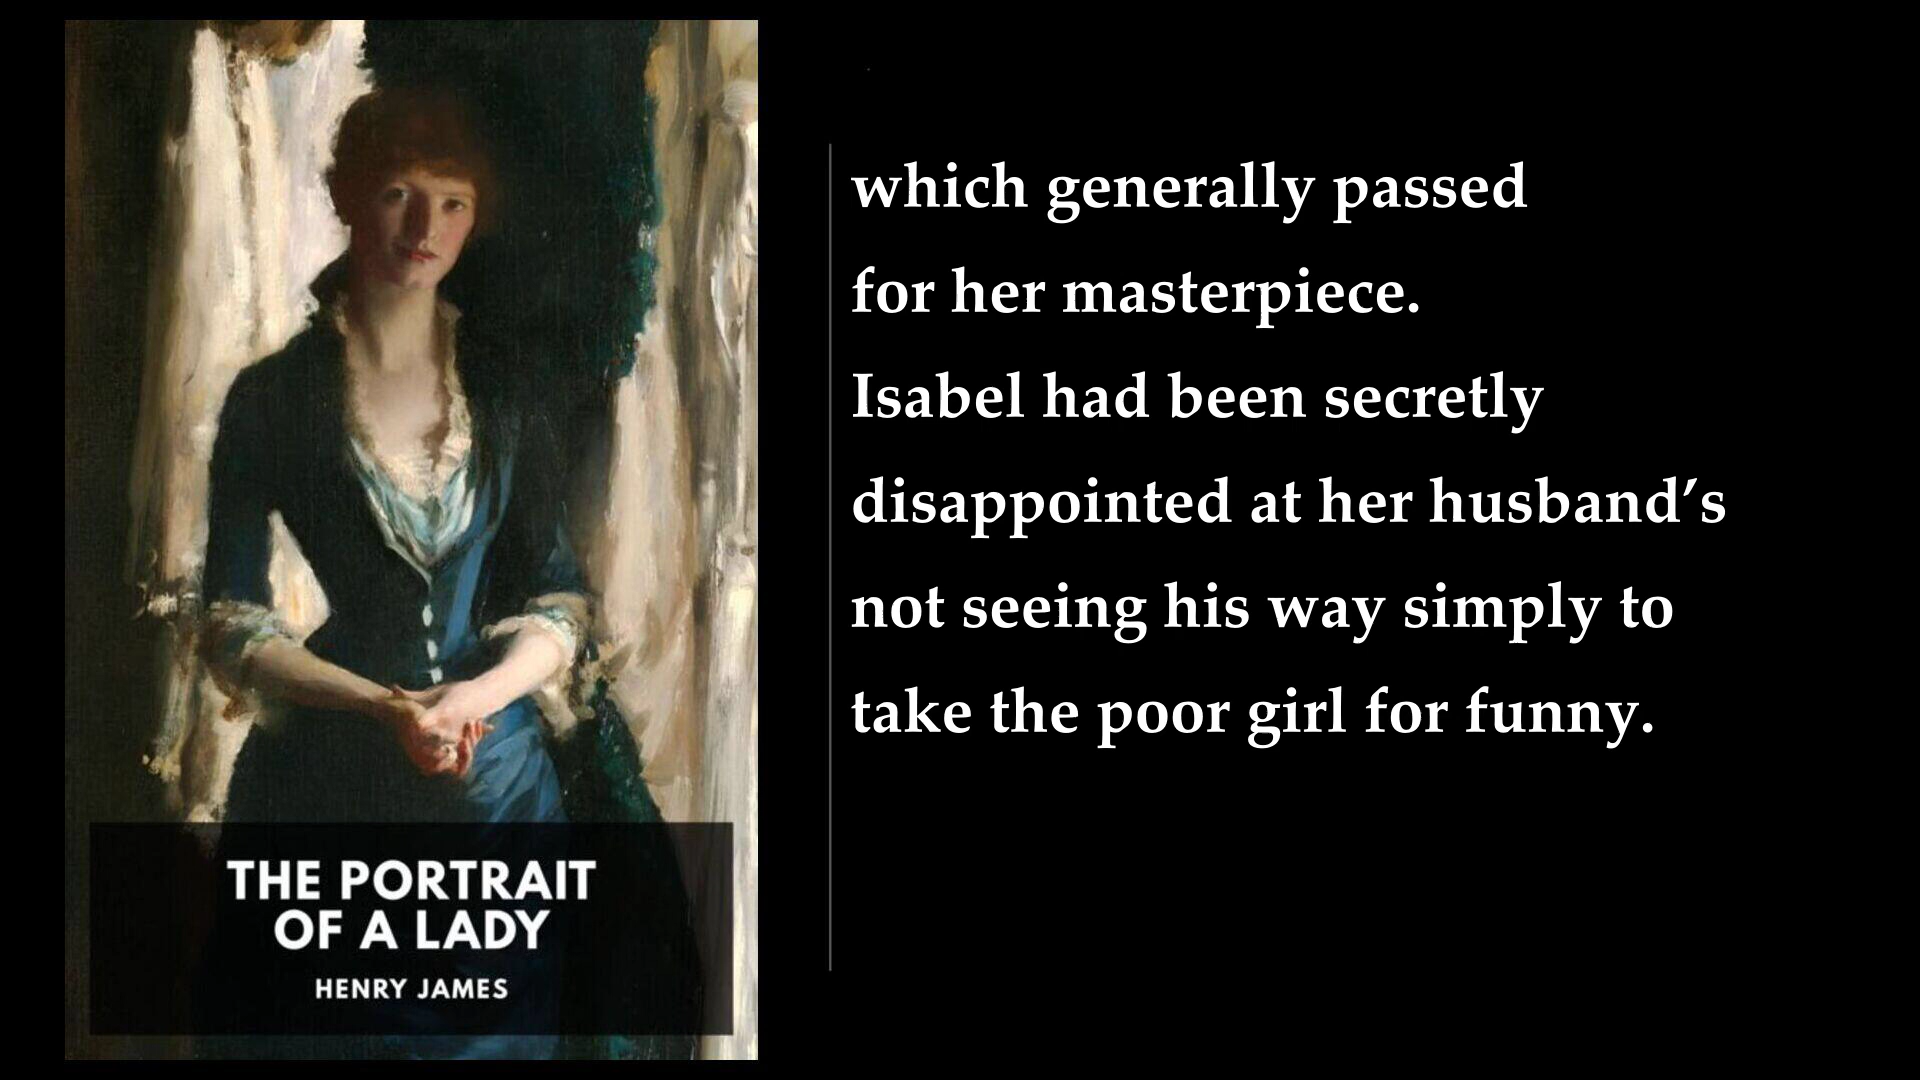 THE PORTRAIT
OF A LADY
HENRY JAMES
which generally passed
for her masterpiece.
Isabel had been secretly
disappointed at her husband’s
not seeing his way simply to
take the poor girl for funny.